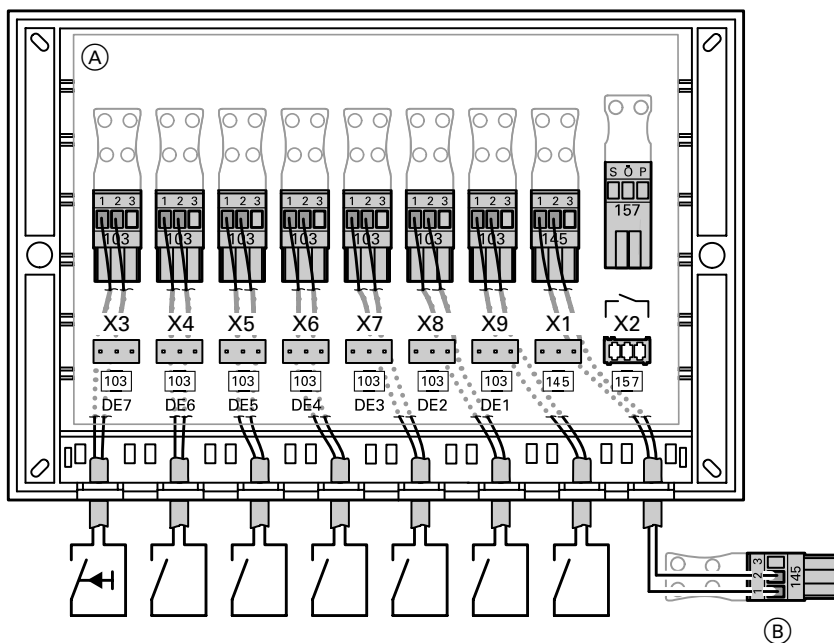 A
S Ö P
1 2 3 1 2 3 1 2 3 1 2 3 1 2 3 1 2 3 1 2 3 1 2 3
157
103 103 103 103 103 103 103 145
X3 X4 X5 X6 X7 X8 X9 X1 X2
103 103 103 103 103 103 103 145 157
DE7 DE6 DE5 DE4 DE3 DE2 DE1
1 2 3
145
B